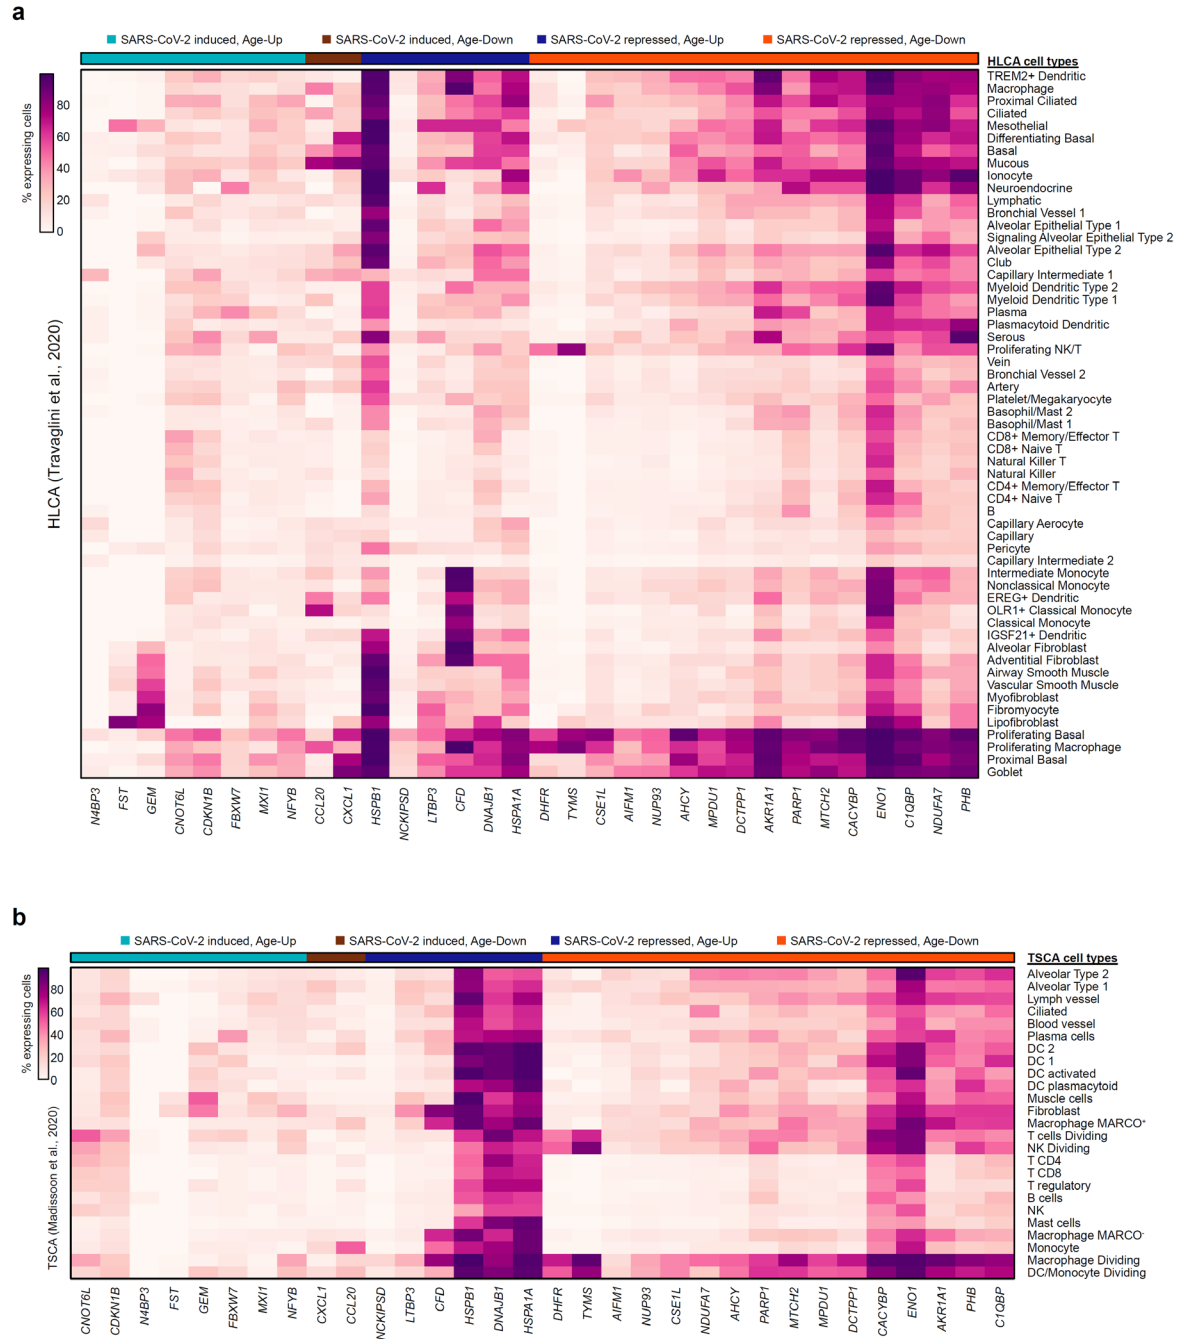 a
SARS-CoV-2 induced, Age-Up
SARS-CoV-2 induced, Age-Down
SARS-CoV-2 repressed, Age-Up
SARS-CoV-2 repressed, Age-Down
HLCA cell types
% expressing cells
80
60
40
20
0
HLCA (Travaglini et al., 2020)
TREM2+ Dendritic
Macrophage
Proximal Ciliated
Ciliated
Mesothelial
Differentiating Basal
Basal
Mucous
Ionocyte
Neuroendocrine
Lymphatic
Bronchial Vessel 1
Alveolar Epithelial Type 1
Signaling Alveolar Epithelial Type 2
Alveolar Epithelial Type 2
Club
Capillary Intermediate 1
Myeloid Dendritic Type 2
Myeloid Dendritic Type 1
Plasma
Plasmacytoid Dendritic
Serous
Proliferating NK/T
Vein
Bronchial Vessel 2
Artery
Platelet/Megakaryocyte
Basophil/Mast 2
Basophil/Mast 1
CD8+ Memory/Effector T
CD8+ Naive T
Natural Killer T
Natural Killer
CD4+ Memory/Effector T
CD4+ Naive T
B
Capillary Aerocyte
Capillary
Pericyte
Capillary Intermediate 2
Intermediate Monocyte
Nonclassical Monocyte
EREG+ Dendritic
OLR1+ Classical Monocyte
Classical Monocyte
IGSF21+ Dendritic
Alveolar Fibroblast
Adventitial Fibroblast
Airway Smooth Muscle
Vascular Smooth Muscle
Myofibroblast
Fibromyocyte
Lipofibroblast
Proliferating Basal
Proliferating Macrophage
Proximal Basal
Goblet
N4BP3
FST
GEM
CNOT6L
CDKN1B
FBXW7
MXI1
NFYB
CCL20
CXCL1
HSPB1
NCKIPSD
LTBP3
CFD
DNAJB1
HSPA1A
DHFR
TYMS
CSE1L
AIFM1
NUP93
AHCY
MPDU1
DCTPP1
AKR1A1
PARP1
MTCH2
CACYBP
ENO1
C1QBP
NDUFA7
PHB
b
SARS-CoV-2 induced, Age-Up
SARS-CoV-2 induced, Age-Down
SARS-CoV-2 repressed, Age-Up
SARS-CoV-2 repressed, Age-Down
TSCA cell types
% expressing cells
80
60
40
20
0
TSCA (Madissoon et al., 2020)
Alveolar Type 2
Alveolar Type 1
Lymph vessel
Ciliated
Blood vessel
Plasma cells
DC 2
DC 1
DC activated
DC plasmacytoid
Muscle cells
Fibroblast
Macrophage MARCO⁺
T cells Dividing
NK Dividing
T CD4
T CD8
T regulatory
B cells
NK
Mast cells
Macrophage MARCO⁻
Monocyte
Macrophage Dividing
DC/Monocyte Dividing
CNOT6L
CDKN1B
N4BP3
FST
GEM
FBXW7
MXI1
NFYB
CXCL1
CCL20
NCKIPSD
LTBP3
CFD
HSPB1
DNAJB1
HSPA1A
DHFR
TYMS
AIFM1
NUP93
CSE1L
NDUFA7
AHCY
PARP1
MTCH2
MPDU1
DCTPP1
CACYBP
ENO1
AKR1A1
PHB
C1QBP